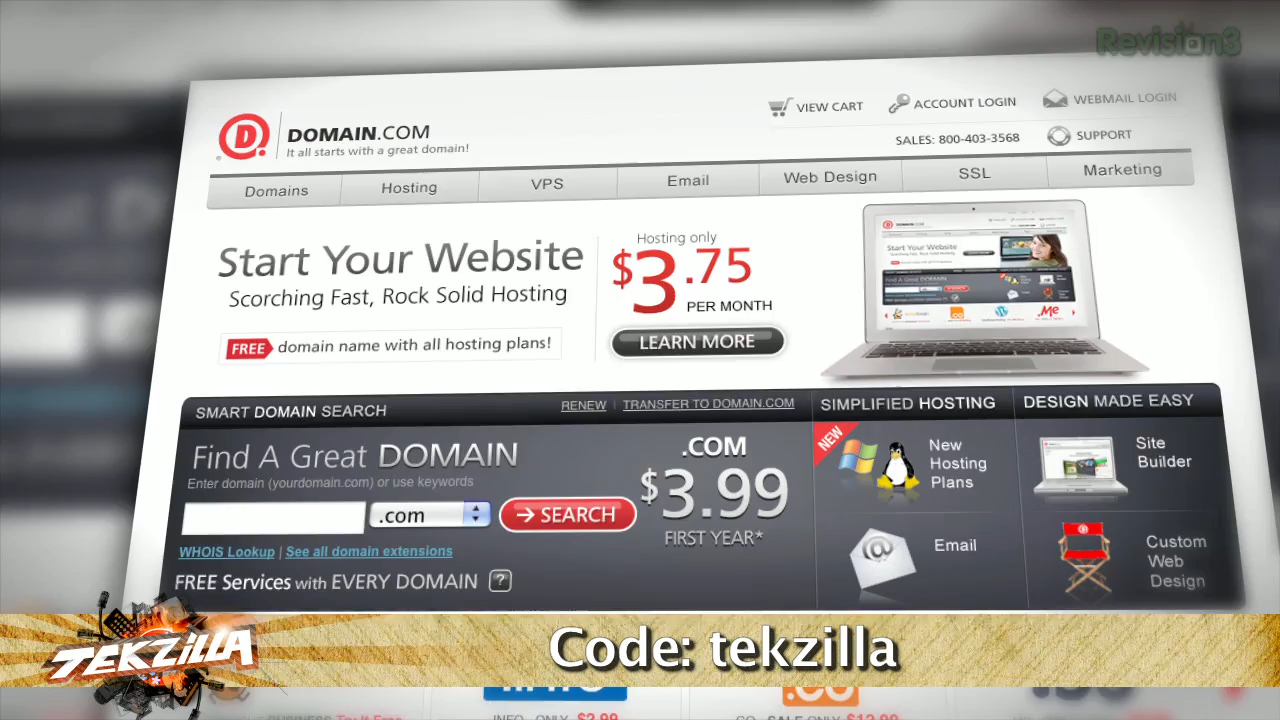 Revision3
VIEW CART
ACCOUNT LOGIN
WEBMAIL LOGIN
SALES: 800-403-3568
SUPPORT
D
DOMAIN.COM
It all starts with a great domain!
Domains
Hosting
VPS
Email
Web Design
SSL
Marketing
Start Your Website
Scorching Fast, Rock Solid Hosting
FREE domain name with all hosting plans!
Hosting only
$3.75
PER MONTH
LEARN MORE
Start Your Website
SMART DOMAIN SEARCH
RENEW | TRANSFER TO DOMAIN.COM
Find A Great DOMAIN
Enter domain (yourdomain.com) or use keywords
.com
SEARCH
WHOIS Lookup | See all domain extensions
FREE Services with EVERY DOMAIN ?
.COM
$3.99
FIRST YEAR*
SIMPLIFIED HOSTING
NEW
New
Hosting
Plans
@
Email
DESIGN MADE EASY
Site
Builder
Custom
Web
Design
TEKZILLA
Code: tekzilla